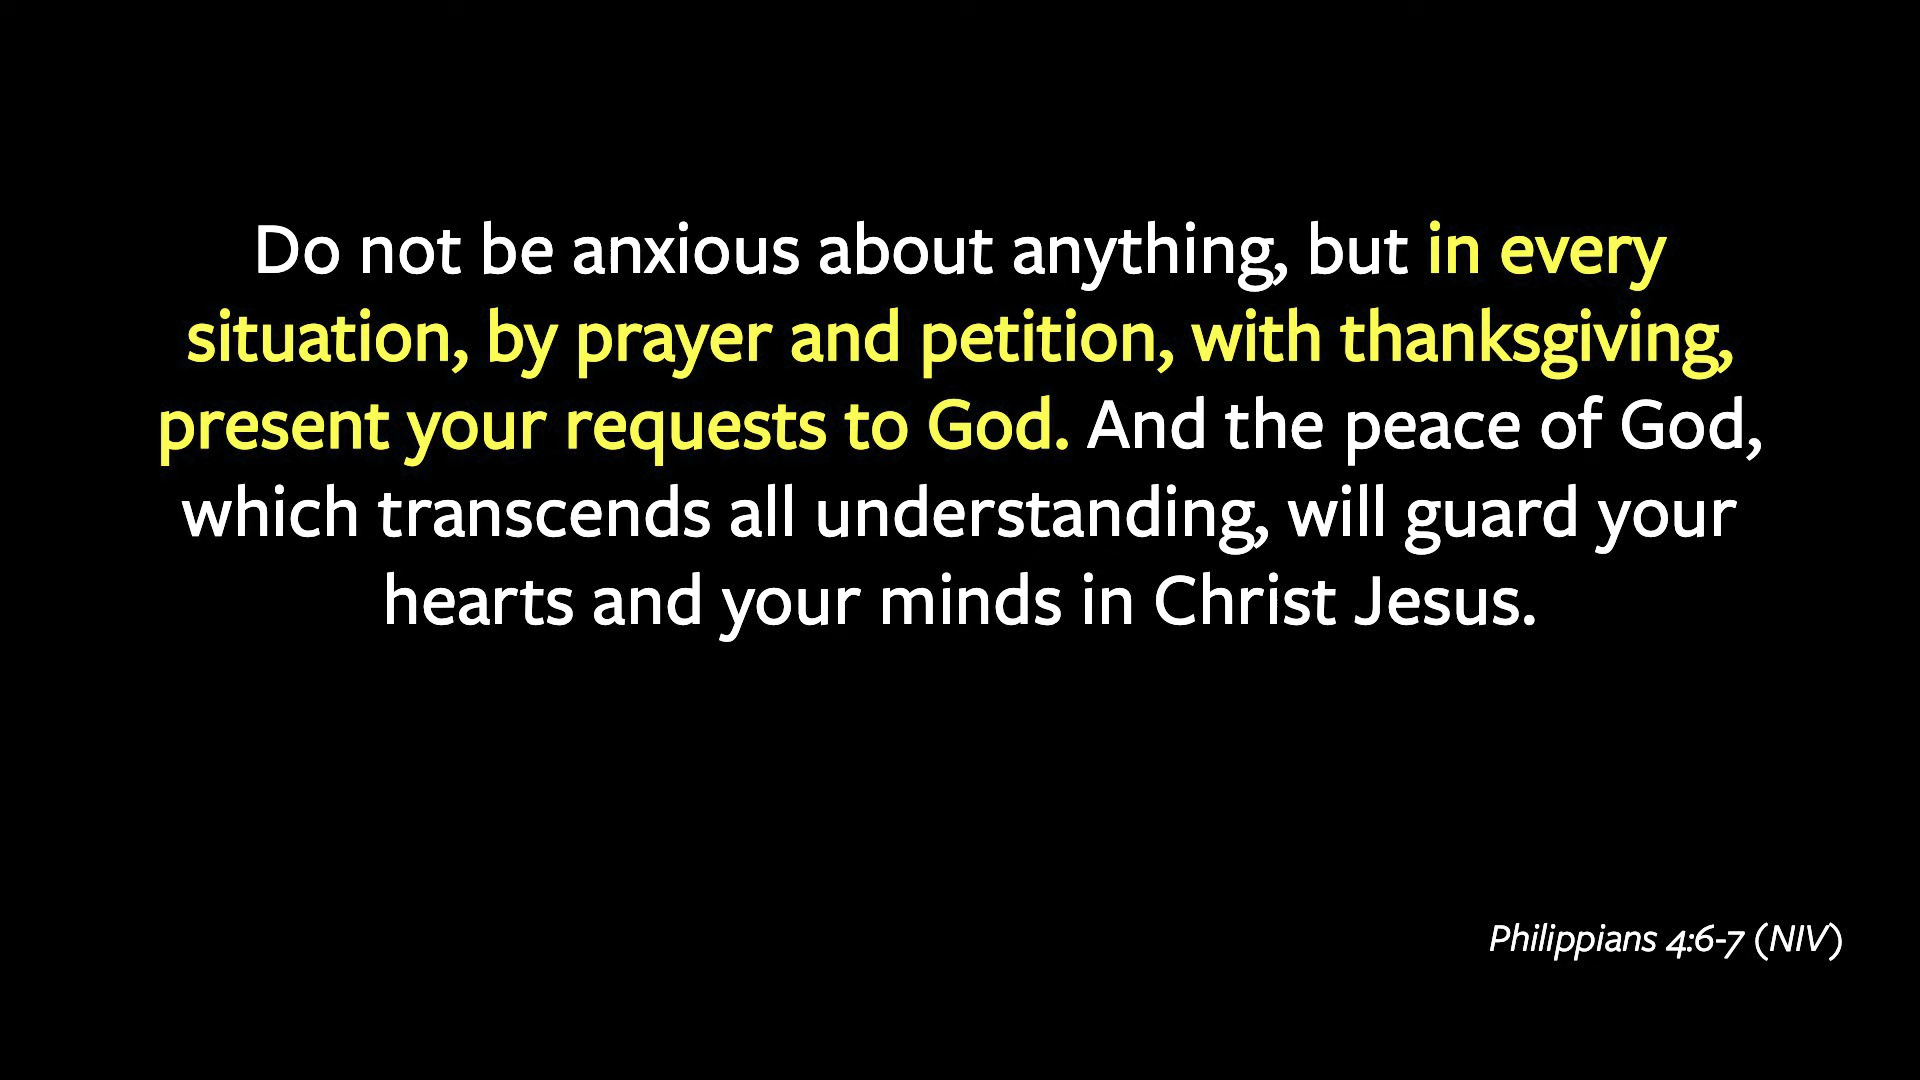 Do not be anxious about anything, but in every
situation, by prayer and petition, with thanksgiving,
present your requests to God. And the peace of God,
which transcends all understanding, will guard your
hearts and your minds in Christ Jesus.
Philippians 4:6-7 (NIV)